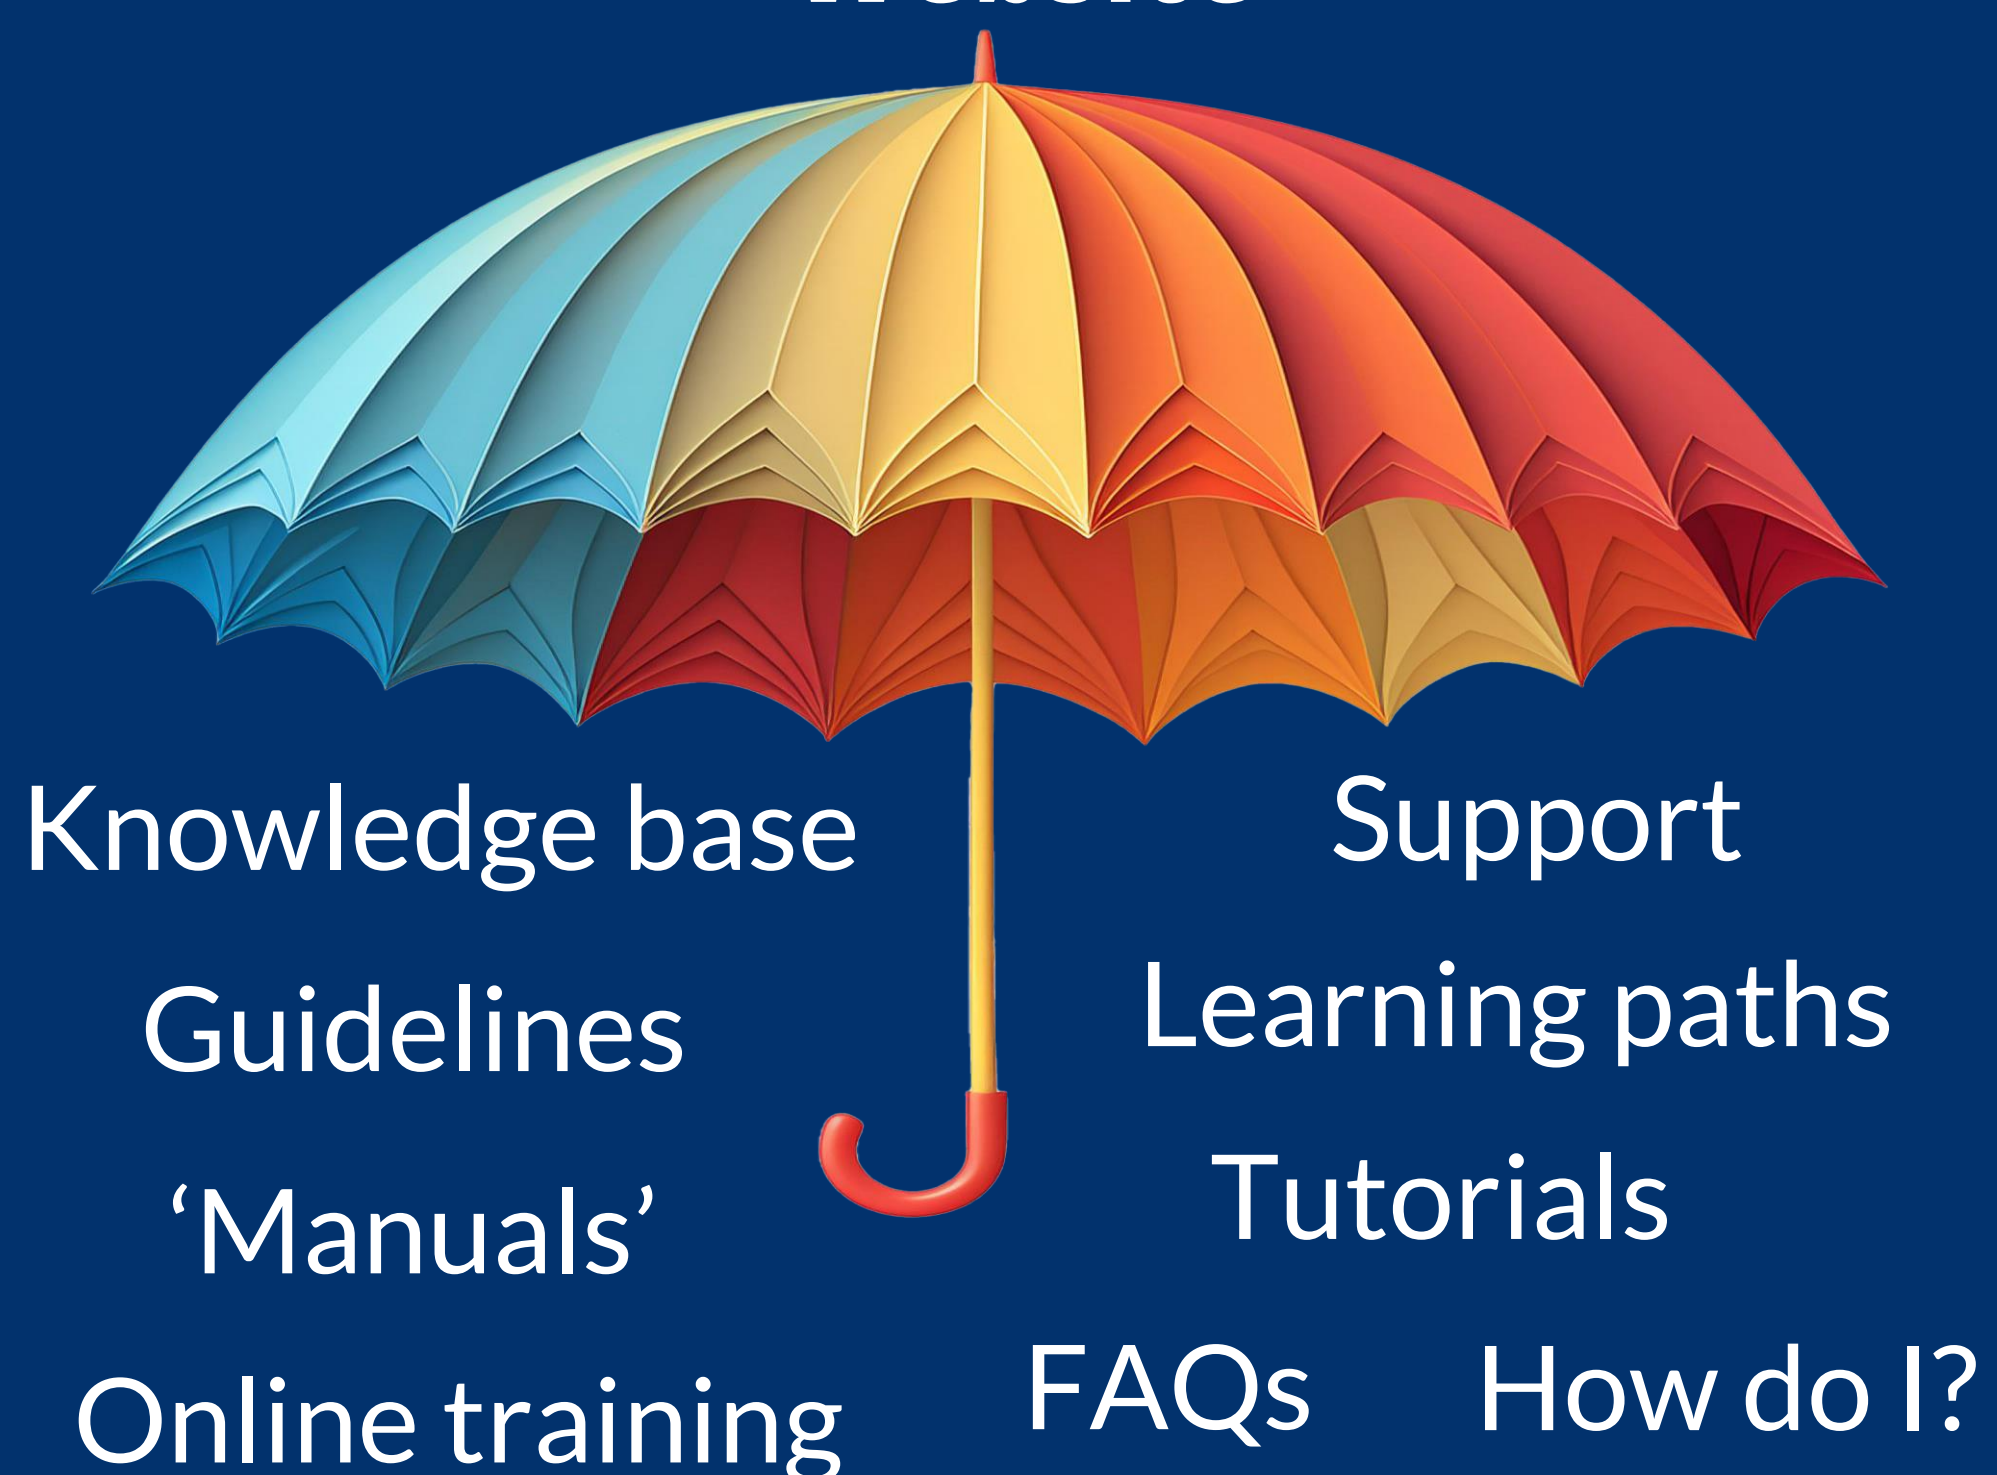 Knowledge base
Support
Guidelines
Learning paths
‘Manuals’
Tutorials
Online training
FAQs
How do I?